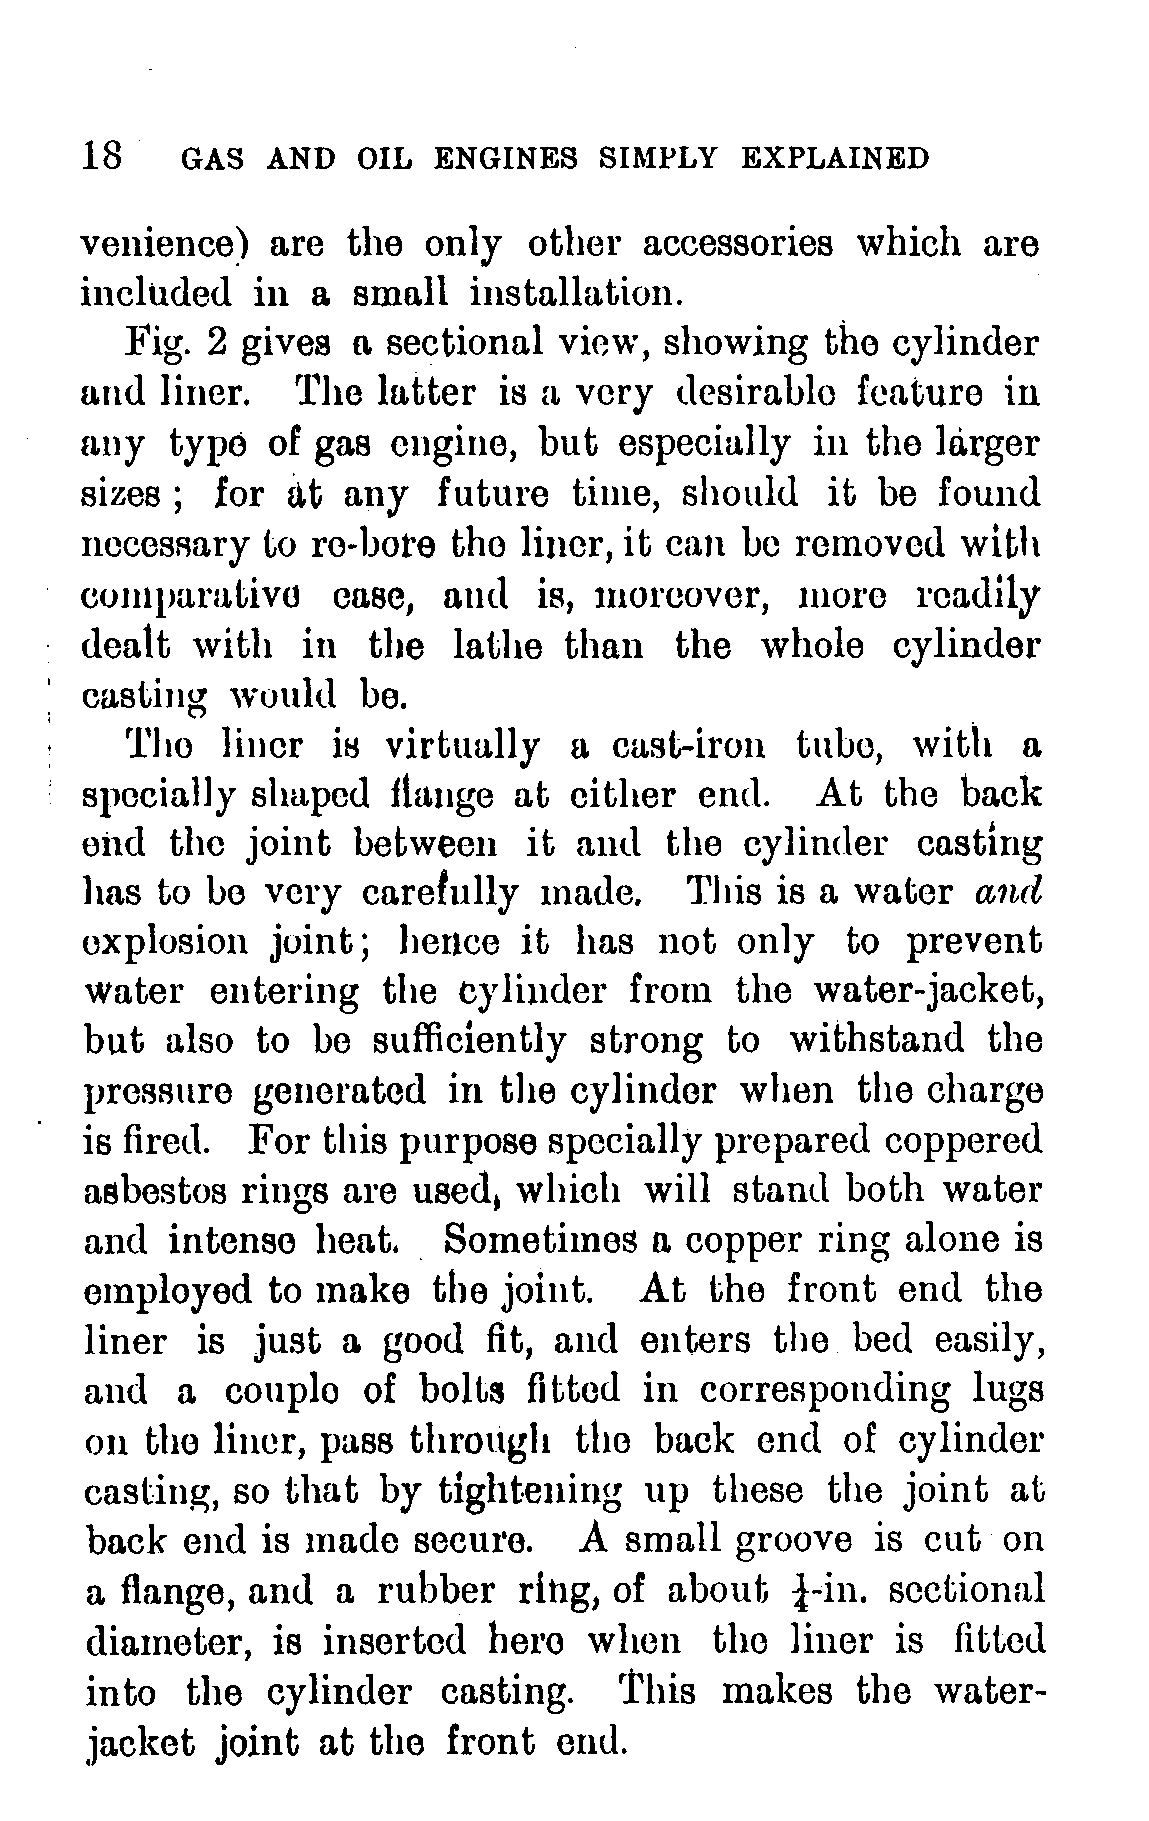 18 GAS AND OIL ENGINES SIMPLY EXPLAINED
venience) are the only other accessories which are
included in a small installation.
Fig. 2 gives a sectional view, showing the cylinder
and liner. The latter is a very desirable feature in
any type of gas engine, but especially in the larger
sizes ; for at any future time, should it be found
necessary to re-bore the liner, it can be removed with
comparative ease, and is, moreover, more readily
dealt with in the lathe than the whole cylinder
casting would be.
The liner is virtually a cast-iron tube, with a
specially shaped flange at either end. At the back
end the joint between it and the cylinder casting
has to be very carefully made. This is a water and
explosion joint; hence it has not only to prevent
water entering the cylinder from the water-jacket,
but also to be sufficiently strong to withstand the
pressure generated in the cylinder when the charge
is fired. For this purpose specially prepared coppered
asbestos rings are used, which will stand both water
and intense heat. Sometimes a copper ring alone is
employed to make the joint. At the front end the
liner is just a good fit, and enters the bed easily,
and a couple of bolts fitted in corresponding lugs
on the liner, pass through the back end of cylinder
casting, so that by tightening up these the joint at
back end is made secure. A small groove is cut on
a flange, and a rubber ring, of about ¼-in. sectional
diameter, is inserted here when the liner is fitted
into the cylinder casting. This makes the water-
jacket joint at the front end.